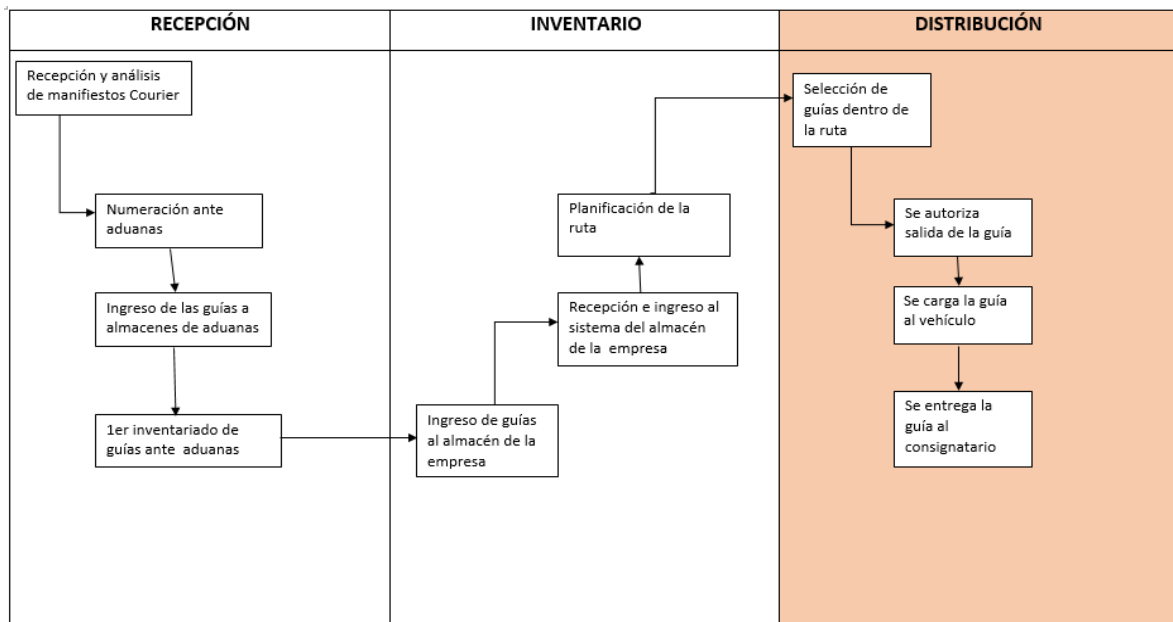 RECEPCIÓN
INVENTARIO
DISTRIBUCIÓN
Recepción y análisis
de manifiestos Courier
Numeración ante
aduanas
Ingreso de las guías a
almacenes de aduanas
1er inventariado de
guías ante aduanas
Ingreso de guías
al almacén de la
empresa
Recepción e ingreso al
sistema del almacén
de la empresa
Planificación de la
ruta
Selección de
guías dentro de
la ruta
Se autoriza
salida de la guía
Se carga la guía
al vehículo
Se entrega la
guía al
consignatario